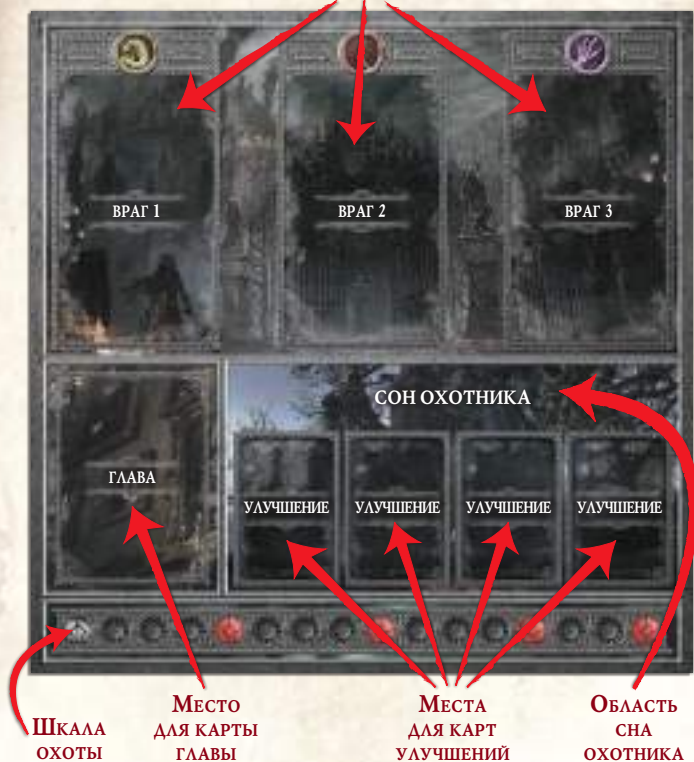 ВРАГ 1
ВРАГ 2
ВРАГ 3
СОН ОХОТНИКА
ГЛАВА
УЛУЧШЕНИЕ
УЛУЧШЕНИЕ
УЛУЧШЕНИЕ
УЛУЧШЕНИЕ
ШКАЛА
ОХОТЫ
МЕСТО
ДЛЯ КАРТЫ
ГЛАВЫ
МЕСТА
ДЛЯ КАРТ
УЛУЧШЕНИЙ
ОБЛАСТЬ
СНА
ОХОТНИКА